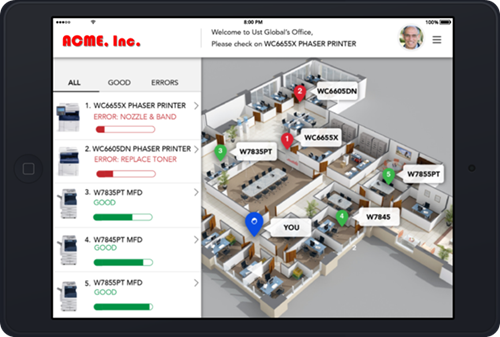 8:00 PM
100%
ACME, Inc.
Welcome to Ust Global's Office,
Please check on WC6655X PHASER PRINTER
ALL GOOD ERRORS
1. WC6655X PHASER PRINTER
ERROR: NOZZLE & BAND
2. WC6605DN PHASER PRINTER
ERROR: REPLACE TONER
3. W7835PT MFD
GOOD
4. W7845PT MFD
GOOD
5. W7855PT MFD
GOOD
2 WC6605DN
1 WC6655X
3 W7835PT
5 W7855PT
4 W7845
YOU